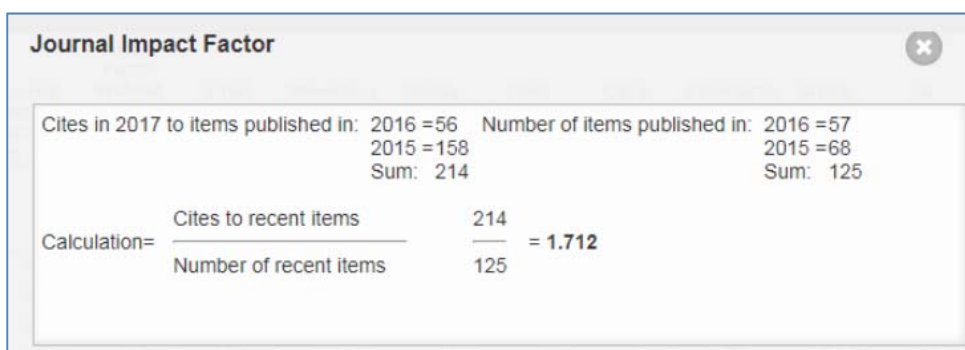 Journal Impact Factor
Cites in 2017 to items published in: 2016 =56 Number of items published in: 2016 =57
2015 =158 2015 =68
Sum: 214 Sum: 125
Cites to recent items 214
Calculation= = 1.712
Number of recent items 125